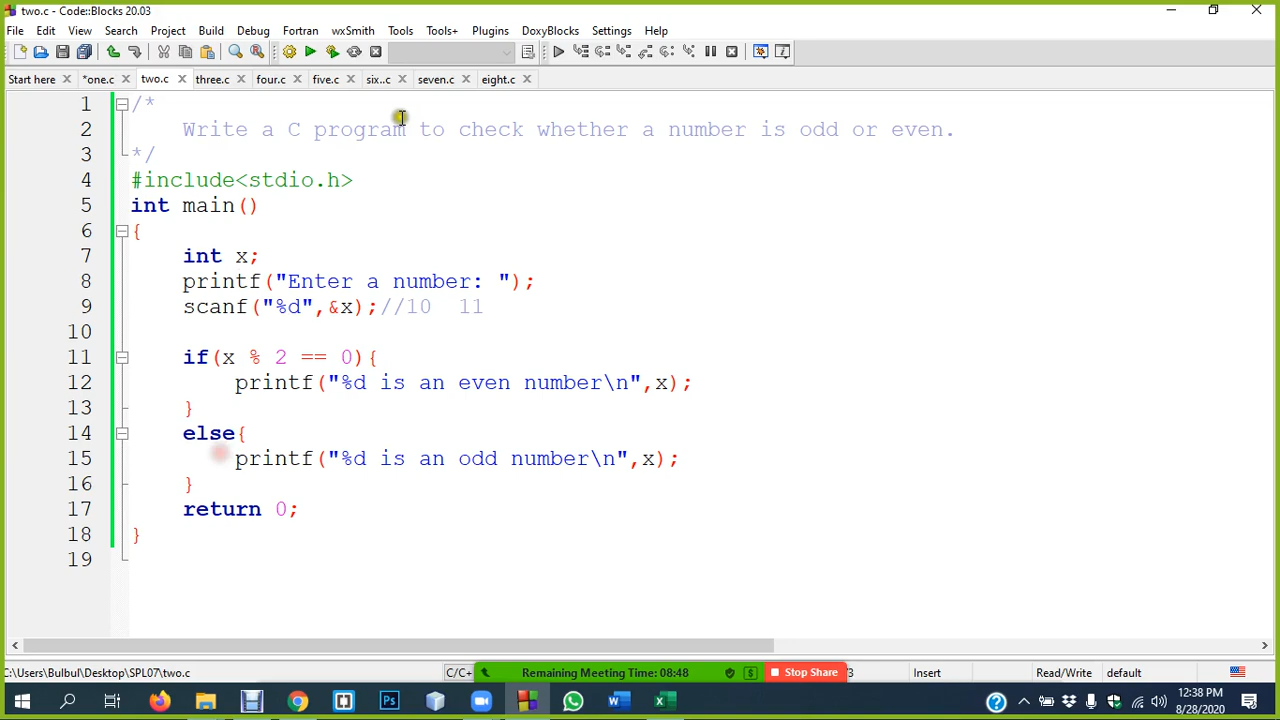 two.c - Code::Blocks 20.03
File Edit View Search Project Build Debug Fortran wxSmith Tools Tools+ Plugins DoxyBlocks Settings Help
Start here *one.c two.c three.c four.c five.c six..c seven.c eight.c
1 /*
2 Write a C program to check whether a number is odd or even.
3 */
4 #include<stdio.h>
5 int main()
6 {
7 int x;
8 printf("Enter a number: ");
9 scanf("%d",&x);//10  11
10
11 if(x % 2 == 0){
12 printf("%d is an even number\n",x);
13 }
14 else{
15 printf("%d is an odd number\n",x);
16 }
17 return 0;
18 }
19
C:\Users\Bulbul\Desktop\SPL07\two.c C/C+ Remaining Meeting Time: 08:48 Stop Share 3 Insert Read/Write default
12:38 PM
8/28/2020